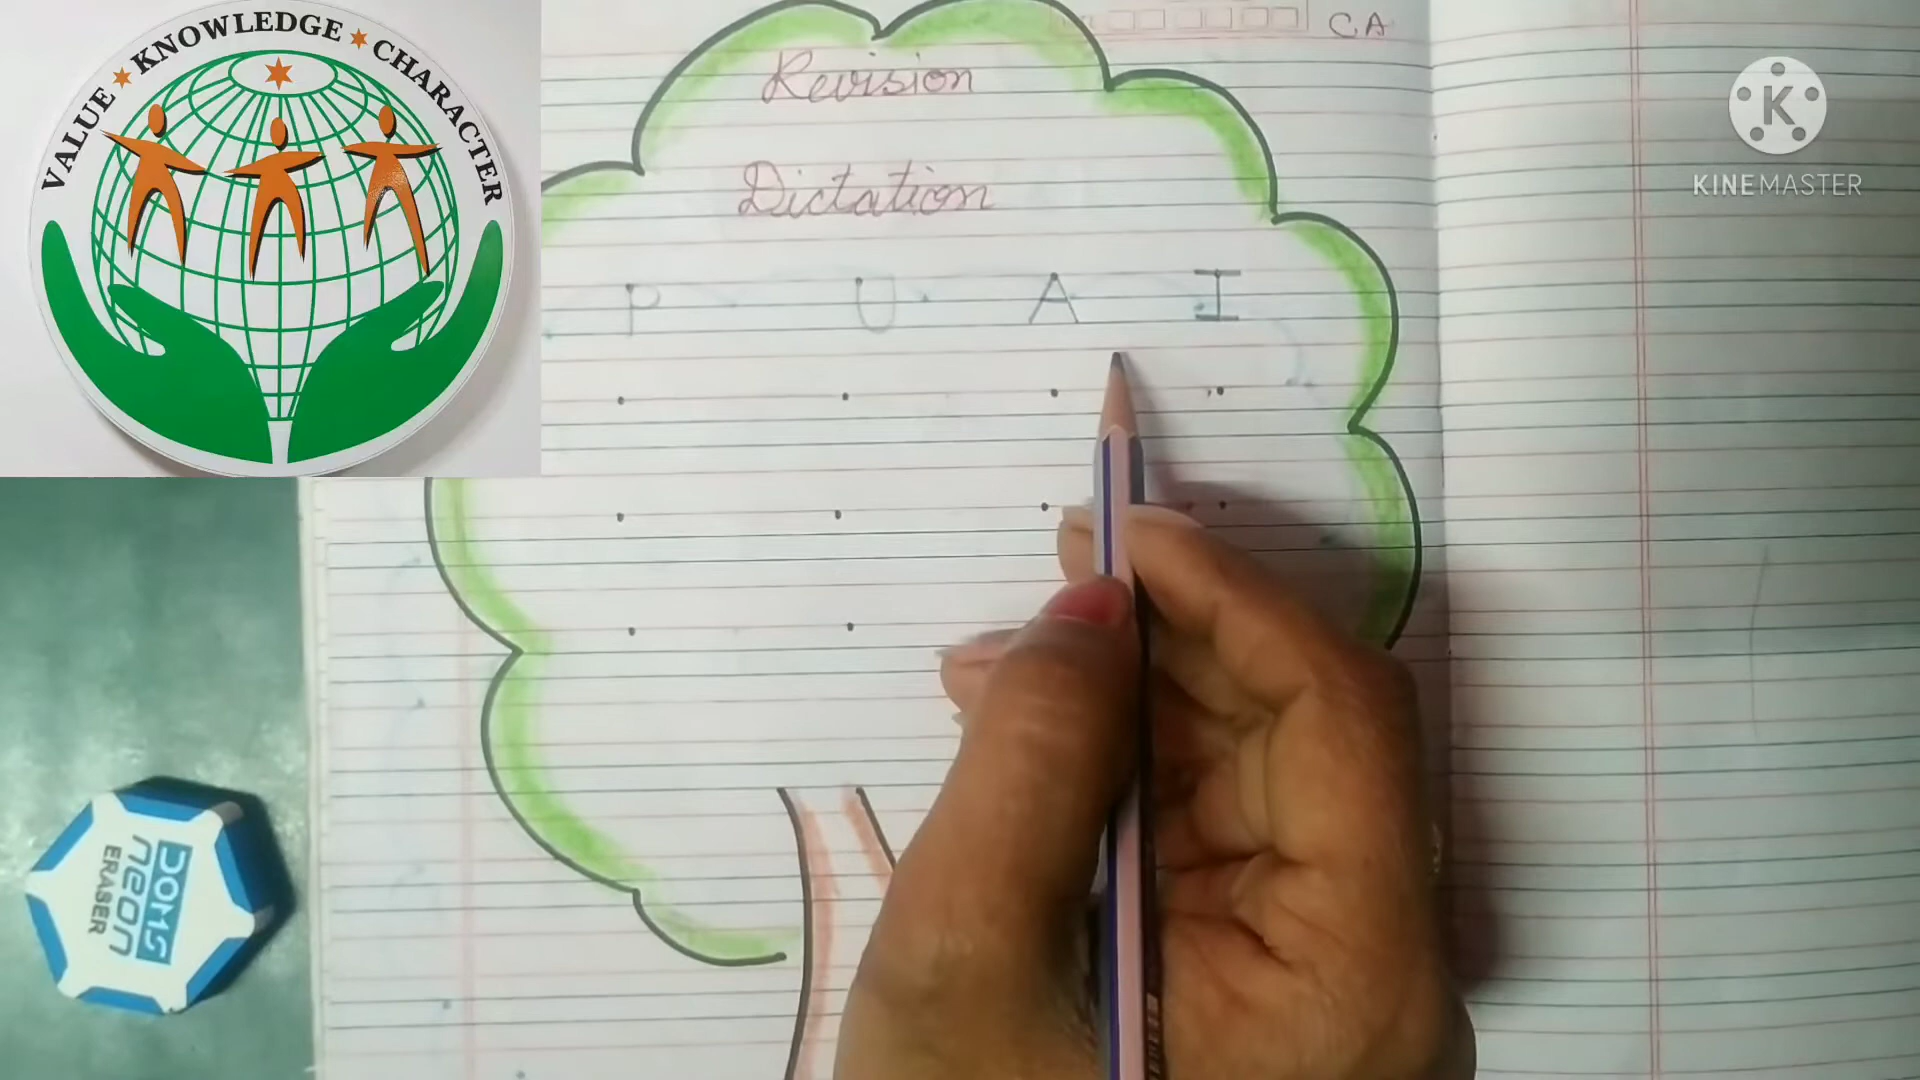 VALUE ★ KNOWLEDGE ★ CHARACTER
CA
Revision
Dictation
P U A I
KINEMASTER
DOMS
neon
ERASER